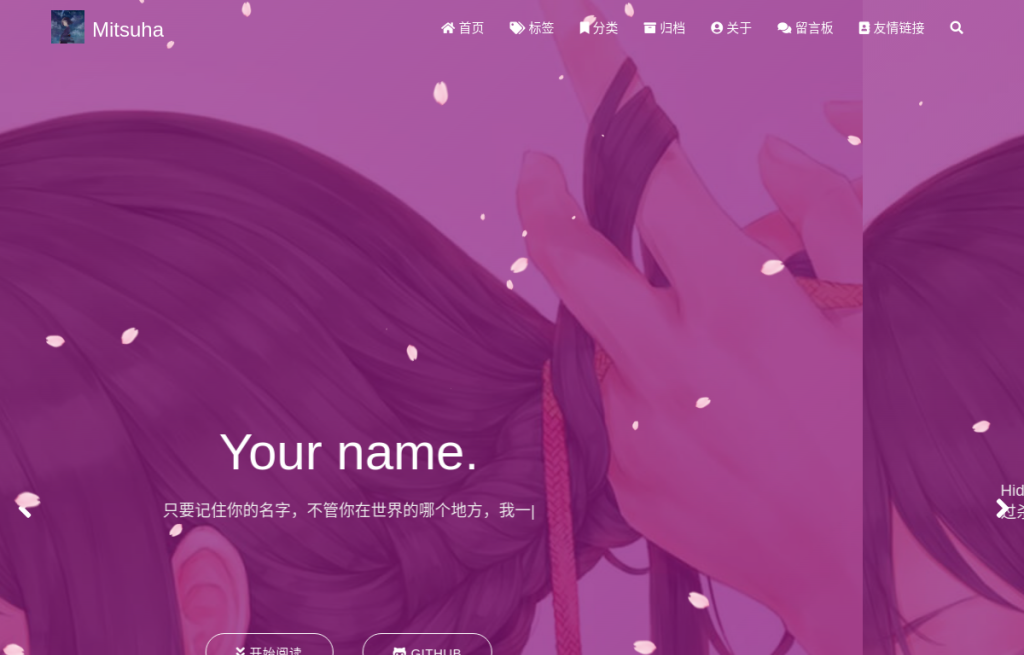 Mitsuha
首页 标签 分类 归档 关于 留言板 友情链接
Your name.
只要记住你的名字，不管你在世界的哪个地方，我一|
Hid
过杀
开始阅读 GITHUB